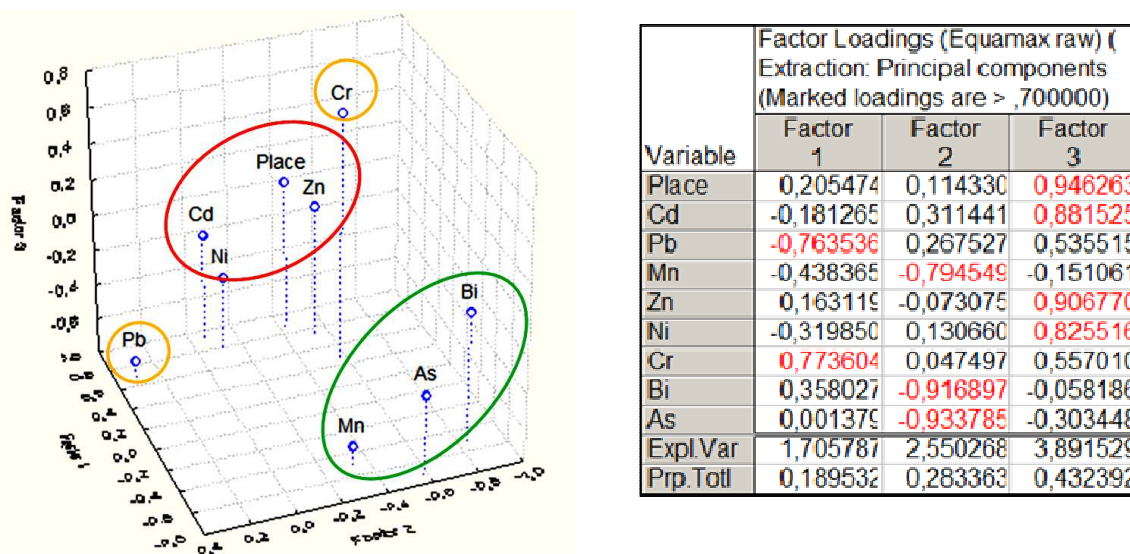 0,8
0,6
0,4
0,2
0,0
-0,2
-0,4
-0,6
Factor 3
Cr
Place
Zn
Cd
Ni
Pb
Bi
As
Mn
0,4 0,2 0,0 -0,2 -0,4 -0,6 -0,8 -1,0
Factor 2
Factor Loadings (Equamax raw) (
Extraction: Principal components
(Marked loadings are > ,700000)
Variable Factor 1 Factor 2 Factor 3
Place 0,205474 0,114330 0,946263
Cd -0,181265 0,311441 0,881525
Pb -0,763536 0,267527 0,535515
Mn -0,438365 -0,794549 -0,151061
Zn 0,163119 -0,073075 0,906770
Ni -0,319850 0,130660 0,825516
Cr 0,773604 0,047497 0,557010
Bi 0,358027 -0,916897 -0,058186
As 0,001379 -0,933785 -0,303448
Expl.Var 1,705787 2,550268 3,891529
Prp.Totl 0,189532 0,283363 0,432392